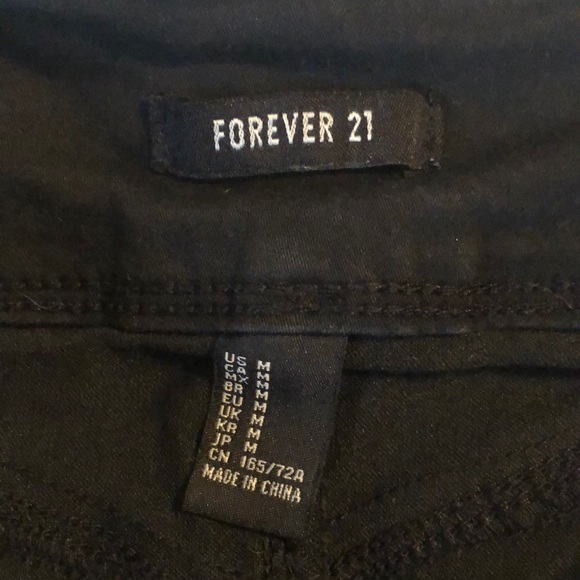 FOREVER 21
US M
CA M
MX M
BR M
EU M
UK M
KR M
JP M
CN 165/72A
MADE IN CHINA